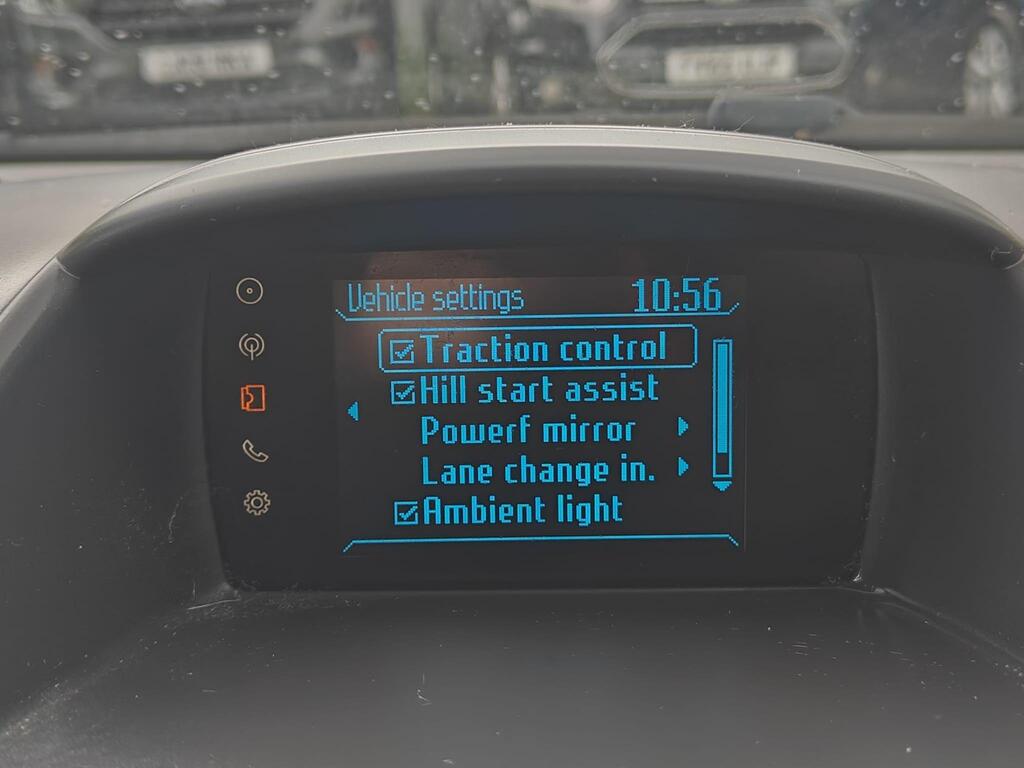 Vehicle settings 10:56
Traction control
Hill start assist
Powerf mirror
Lane change in.
Ambient light